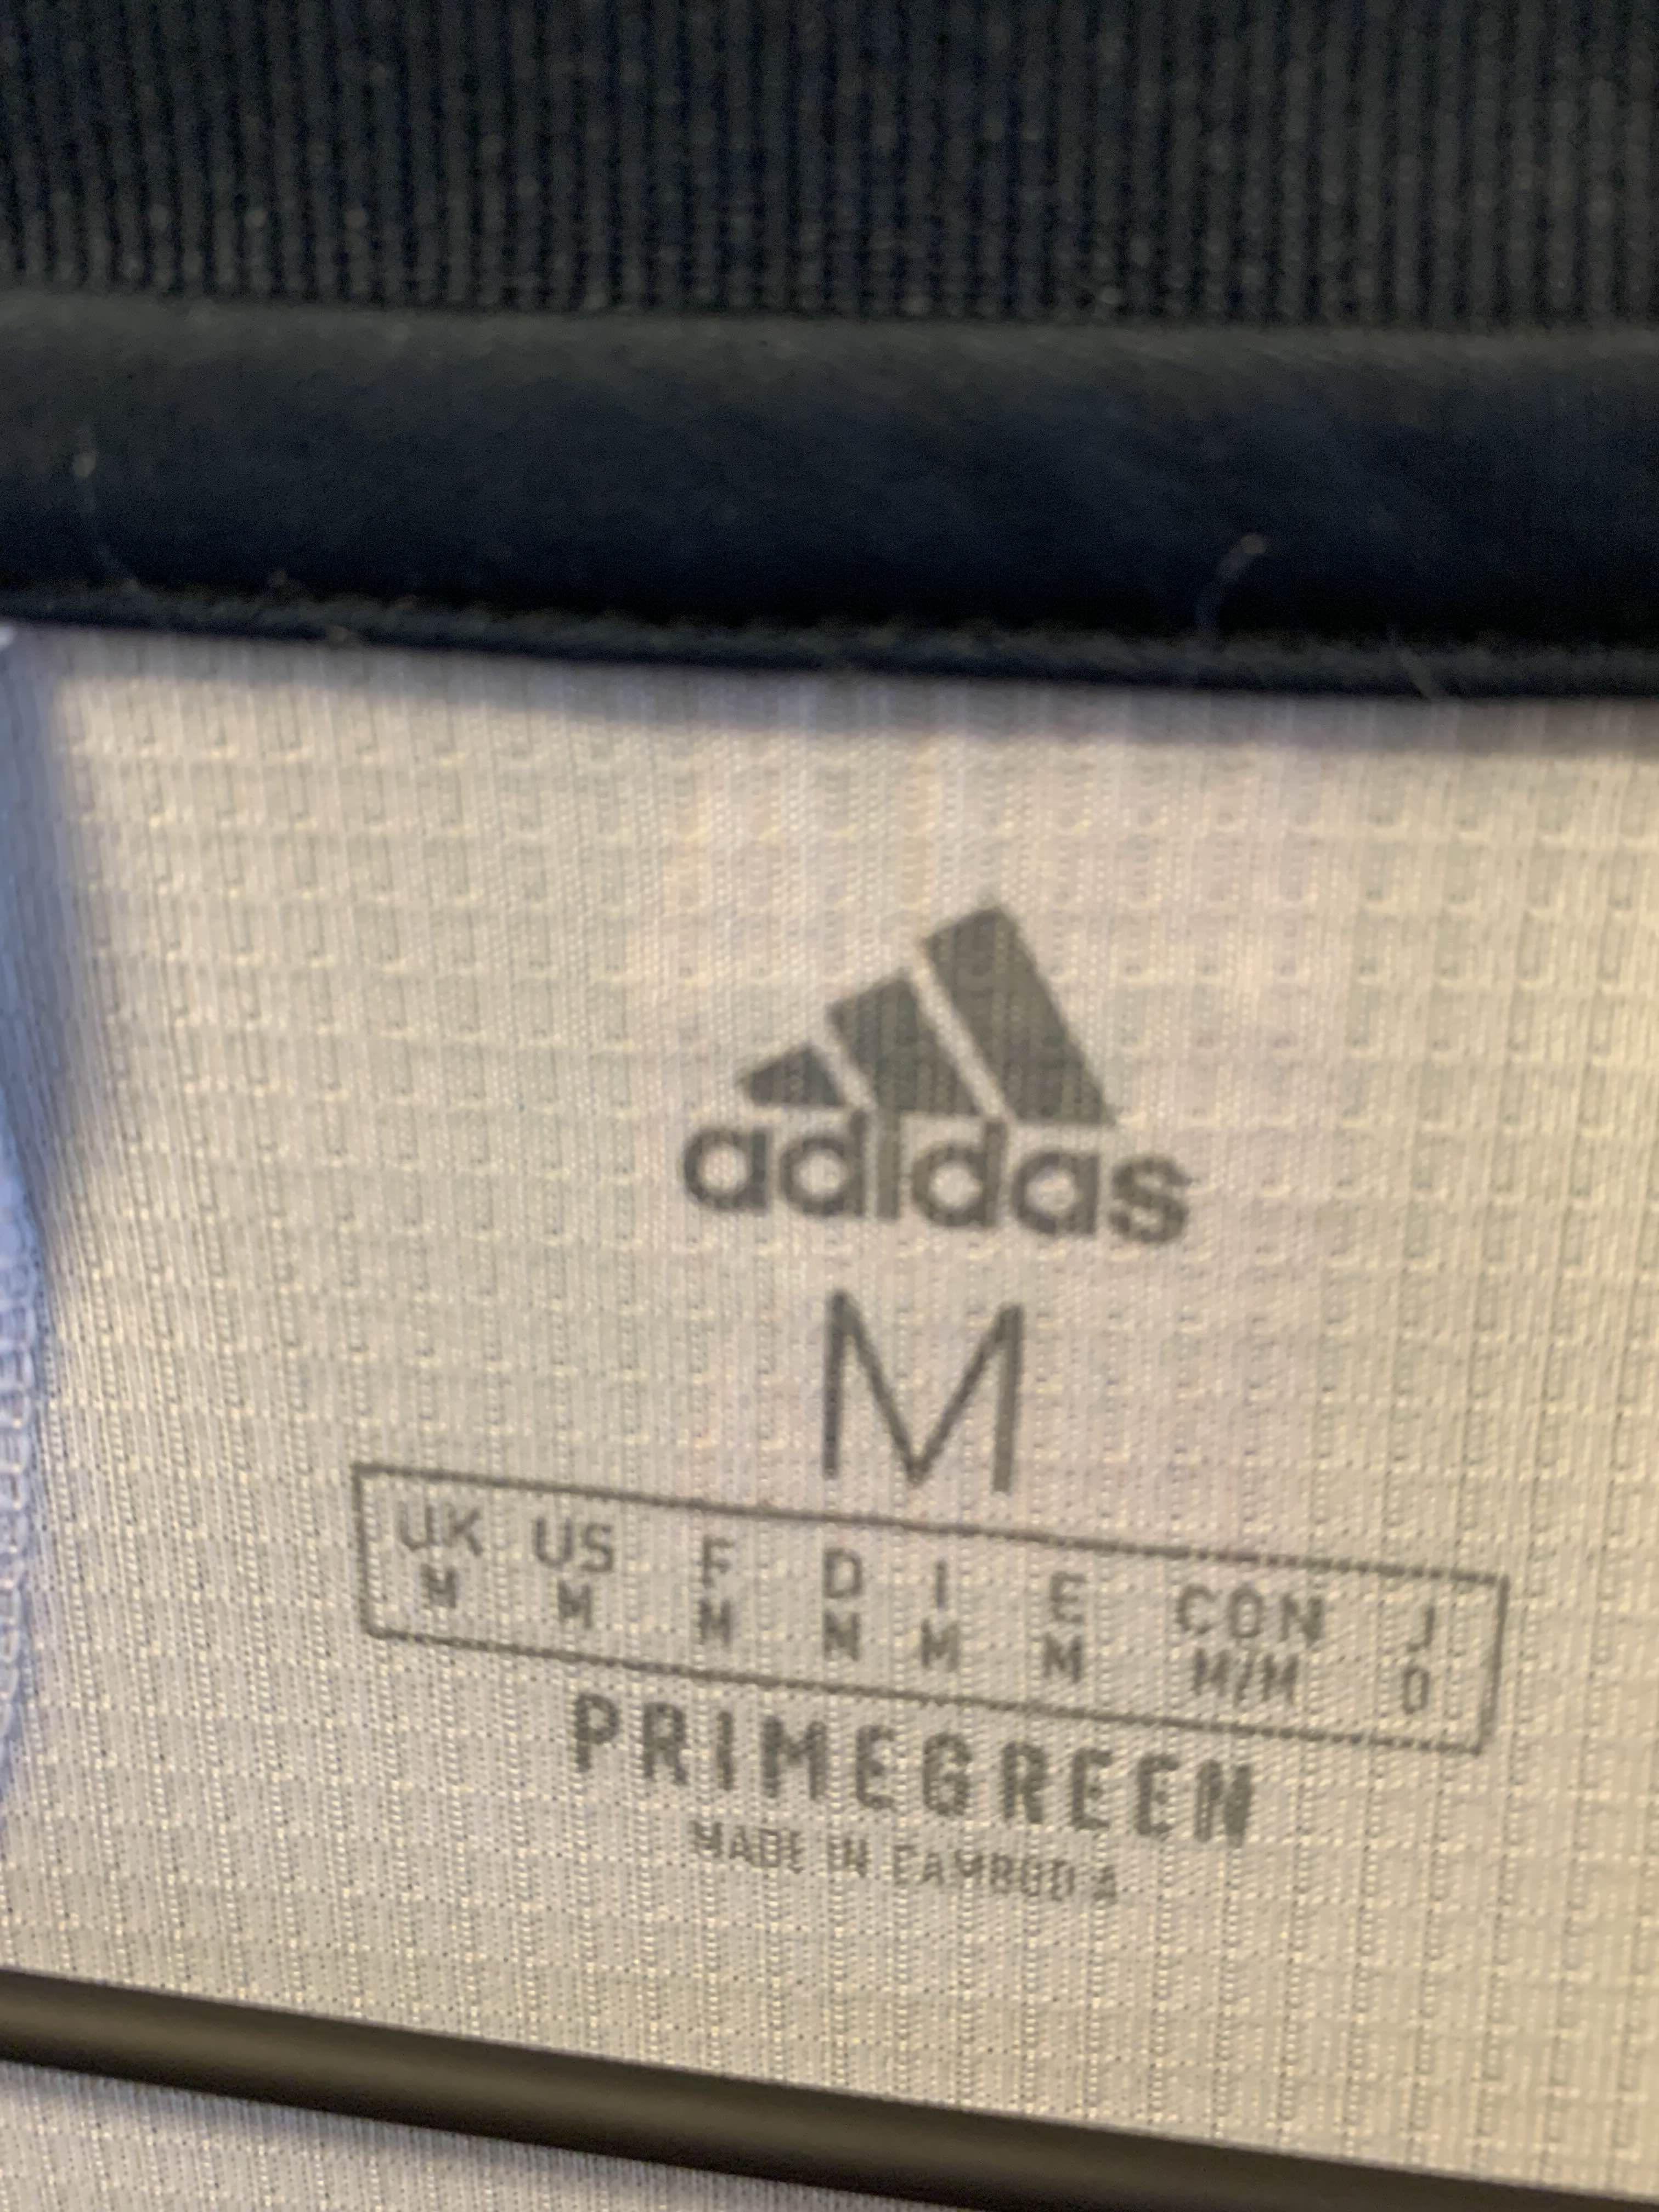 adidas
M
UK US F D I E CON J
M M M M M M M/M O
PRIMEGREEN
MADE IN CAMBODIA